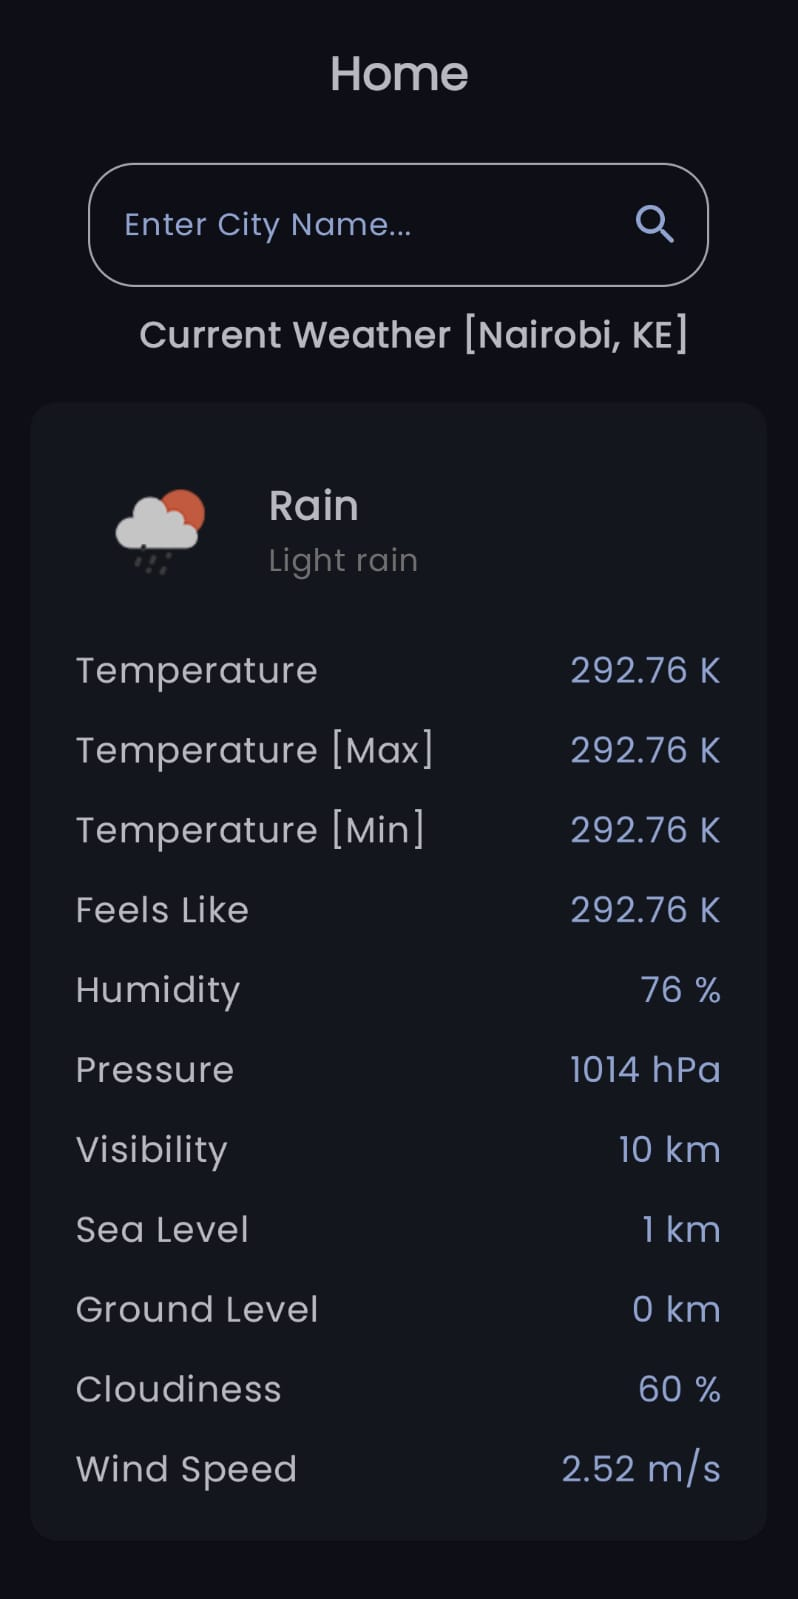 Home
Enter City Name...
Current Weather [Nairobi, KE]
Rain
Light rain
Temperature 292.76 K
Temperature [Max] 292.76 K
Temperature [Min] 292.76 K
Feels Like 292.76 K
Humidity 76 %
Pressure 1014 hPa
Visibility 10 km
Sea Level 1 km
Ground Level 0 km
Cloudiness 60 %
Wind Speed 2.52 m/s